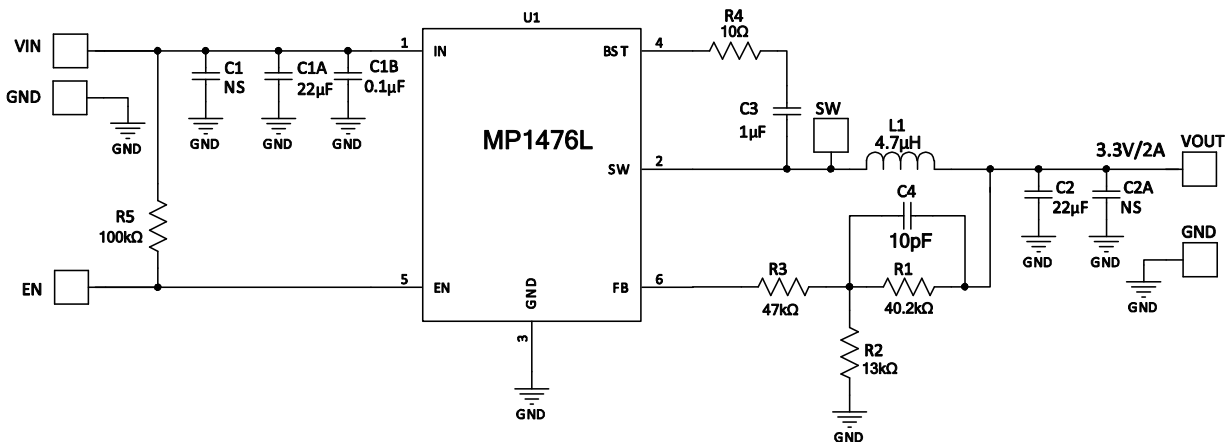 U1
VIN
GND
GND
C1
NS
GND
C1A
22µF
GND
C1B
0.1µF
GND
1
IN
BST
4
R4
10Ω
MP1476L
C3
1µF
SW
SW
2
L1
4.7µH
3.3V/2A
VOUT
C2
22µF
GND
C2A
NS
GND
GND
GND
R5
100kΩ
C4
10pF
EN
5
EN
GND
3
GND
FB
6
R3
47kΩ
R1
40.2kΩ
R2
13kΩ
GND